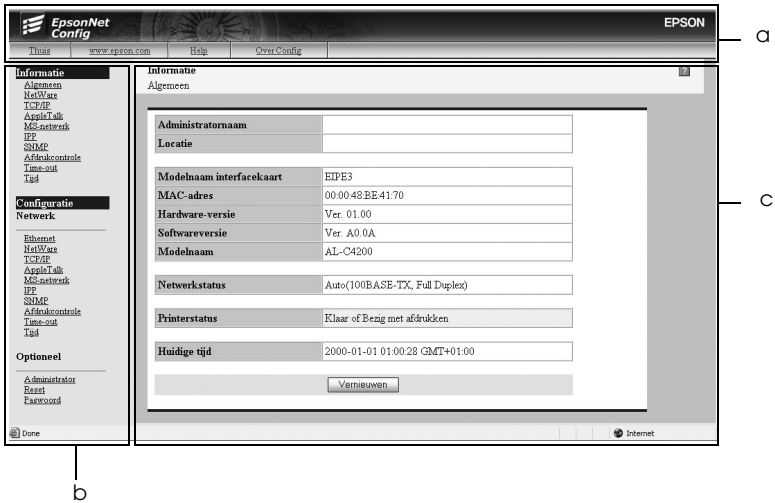 EpsonNet
Config
EPSON
Thuis www.epson.com Help Over Config
a
Informatie
Algemeen
NetWare
TCP/IP
AppleTalk
MS-netwerk
IPP
SNMP
Afdrukcontrole
Time-out
Tijd
Configuratie
Netwerk
Ethernet
NetWare
TCP/IP
AppleTalk
MS-netwerk
IPP
SNMP
Afdrukcontrole
Time-out
Tijd
Optioneel
Administrator
Reset
Paswoord
Informatie
?
Algemeen
Administratornaam
Locatie
Modelnaam interfacekaart EIPE3
MAC-adres 00:00:48:BE:41:70
Hardware-versie Ver. 01.00
Softwareversie Ver. A0.0A
Modelnaam AL-C4200
Netwerkstatus Auto(100BASE-TX, Full Duplex)
Printerstatus Klaar of Bezig met afdrukken
Huidige tijd 2000-01-01 01:00:28 GMT+01:00
Vernieuwen
c
Done Internet
b